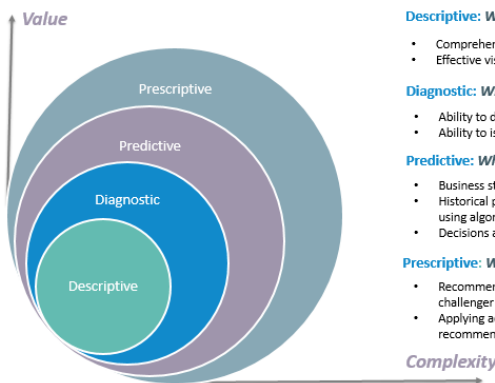 Value
Prescriptive
Predictive
Diagnostic
Descriptive
Descriptive:
• Comprehen
• Effective vis
Diagnostic:
• Ability to d
• Ability to is
Predictive:
• Business st
• Historical p
using algor
• Decisions a
Prescriptive:
• Recommen
challenger
• Applying a
recommen
Complexity